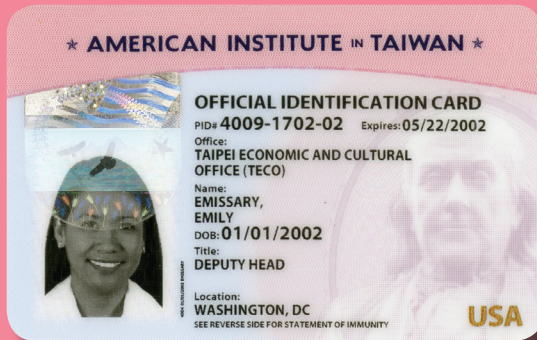 ★ AMERICAN INSTITUTE IN TAIWAN ★
OFFICIAL IDENTIFICATION CARD
PID# 4009-1702-02 Expires: 05/22/2002
Office:
TAIPEI ECONOMIC AND CULTURAL
OFFICE (TECO)
Name:
EMISSARY,
EMILY
DOB: 01/01/2002
Title:
DEPUTY HEAD
Location:
WASHINGTON, DC
SEE REVERSE SIDE FOR STATEMENT OF IMMUNITY
USA